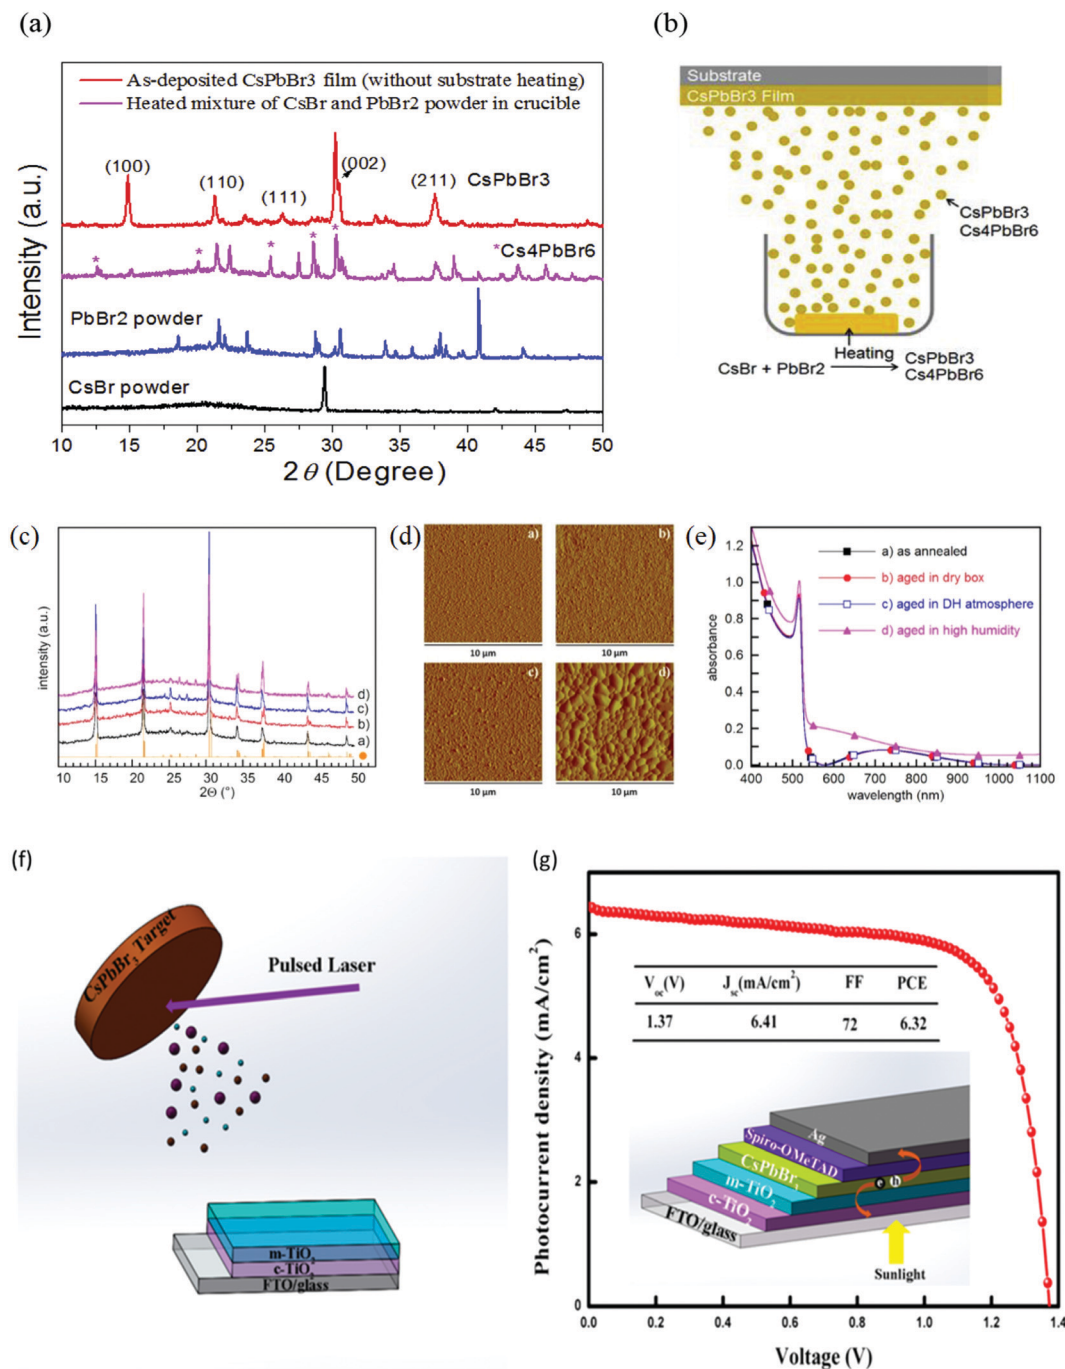 (a)
As-deposited CsPbBr3 film (without substrate heating)
Heated mixture of CsBr and PbBr2 powder in crucible
(100)
(110)
(111)
(002)
(211)
CsPbBr3
* * * * * *
Cs4PbBr6
PbBr2 powder
CsBr powder
Intensity (a.u.)
10 15 20 25 30 35 40 45 50
2θ (Degree)
(b)
Substrate
CsPbBr3 Film
CsPbBr3
Cs4PbBr6
Heating
CsBr + PbBr2
CsPbBr3
Cs4PbBr6
(c)
intensity (a.u.)
d)
c)
b)
a)
10 15 20 25 30 35 40 45 50
2Θ (°)
(d)
a)
10 µm
b)
10 µm
c)
10 µm
d)
10 µm
(e)
a) as annealed
b) aged in dry box
c) aged in DH atmosphere
d) aged in high humidity
absorbance
1.2
1.0
0.8
0.6
0.4
0.2
0.0
400 500 600 700 800 900 1000 1100
wavelength (nm)
(f)
CsPbBr3 Target
Pulsed Laser
m-TiO2
c-TiO2
FTO/glass
(g)
Photocurrent density (mA/cm²)
6
4
2
0
Voc(V) Jsc(mA/cm²) FF PCE
1.37 6.41 72 6.32
Ag
Spiro-OMeTAD
CsPbBr3
m-TiO2
c-TiO2
FTO/glass
e h
Sunlight
0.0 0.2 0.4 0.6 0.8 1.0 1.2 1.4
Voltage (V)